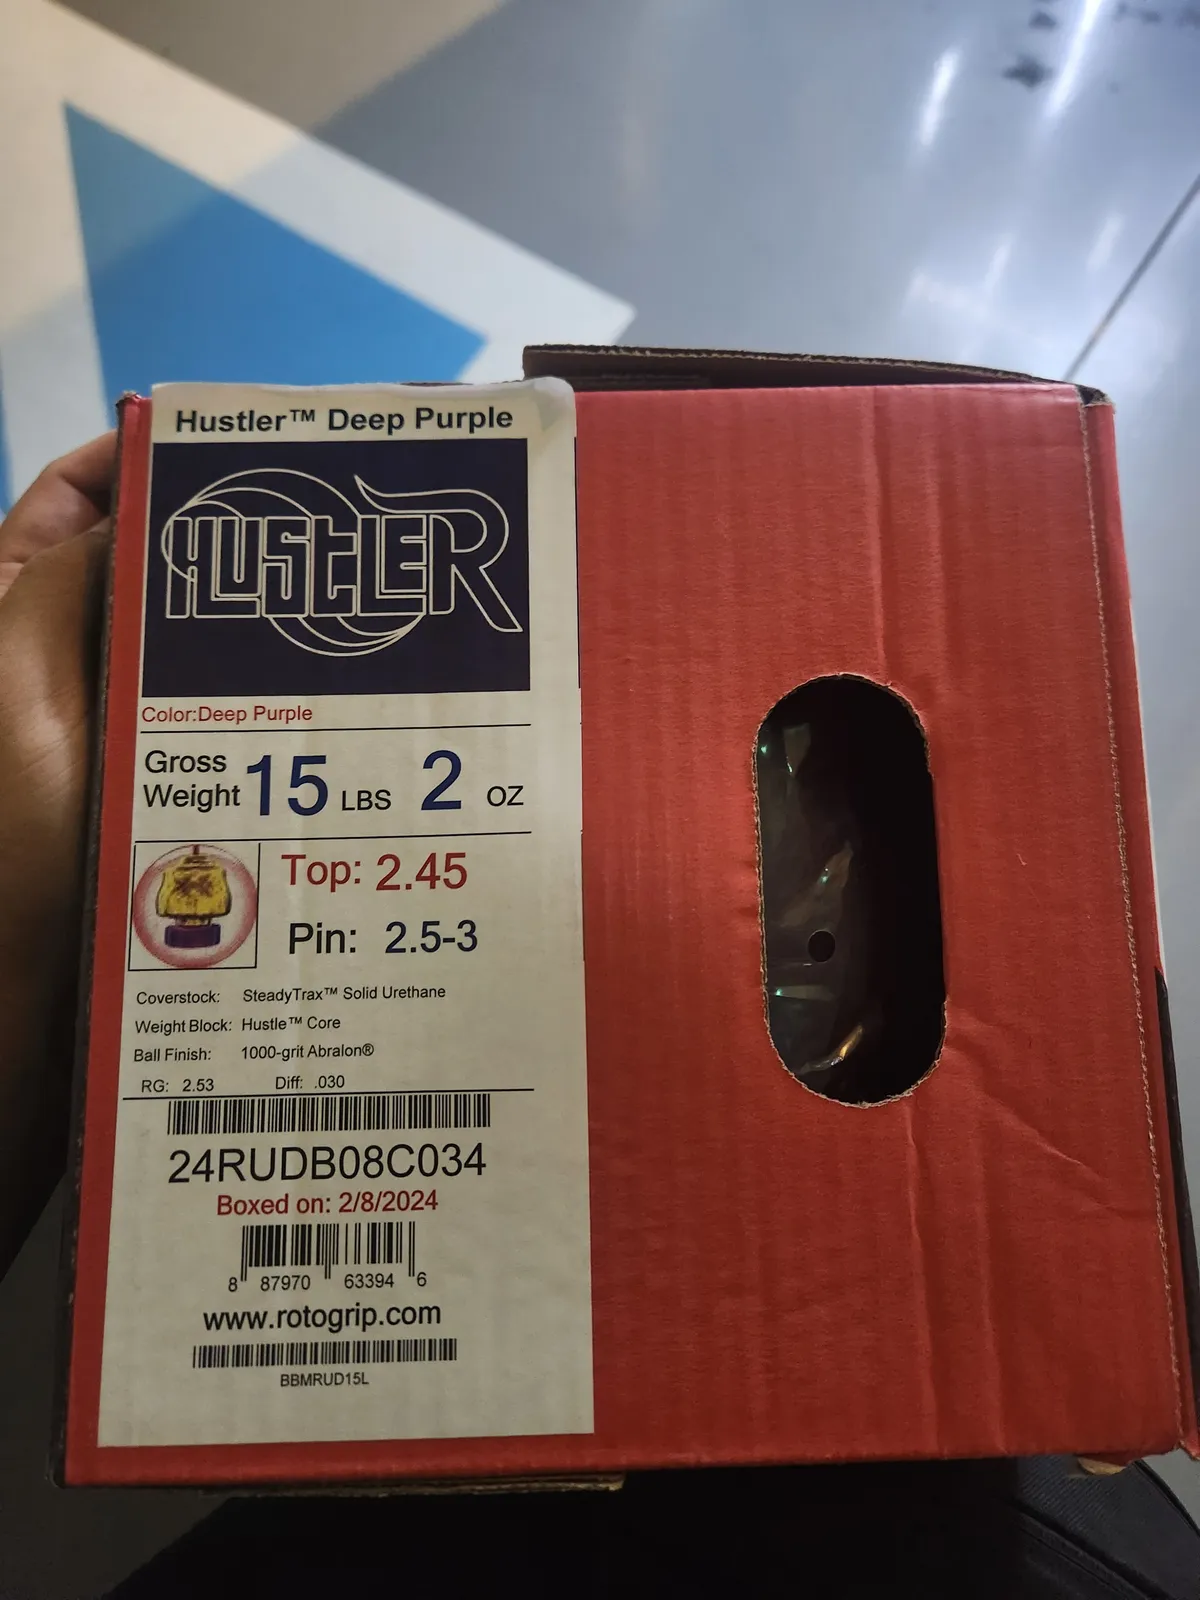 Hustler™ Deep Purple
HUSTLER
Color:Deep Purple
Gross Weight 15 LBS 2 OZ
Top: 2.45
Pin: 2.5-3
Coverstock: SteadyTrax™ Solid Urethane
Weight Block: Hustle™ Core
Ball Finish: 1000-grit Abralon®
RG: 2.53 Diff: .030
24RUDB08C034
Boxed on: 2/8/2024
8 87970 63394 6
www.rotogrip.com
BBMRUD15L